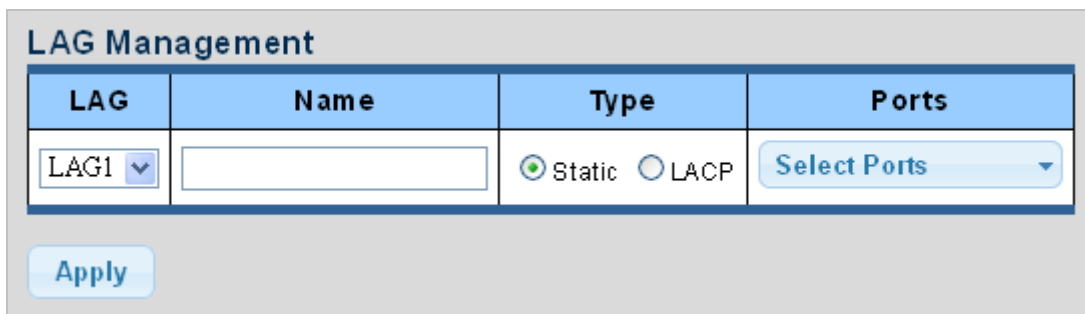 LAG Management
LAG Name Type Ports
LAG1 Static LACP Select Ports
Apply